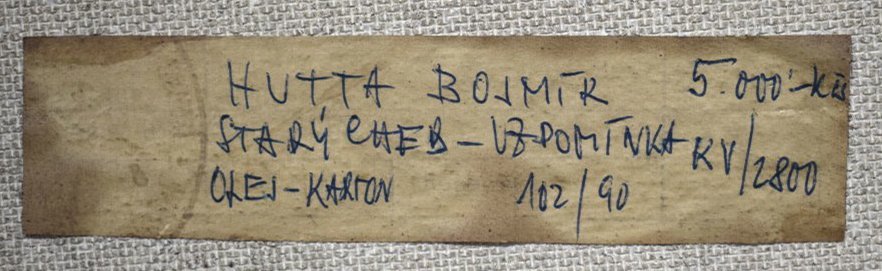 HUTTA BOJMÍR 5.000'-Kčs
STARÝ CHEB - VZPOMÍNKA KV/2800
OLEJ-KARTON 102/90